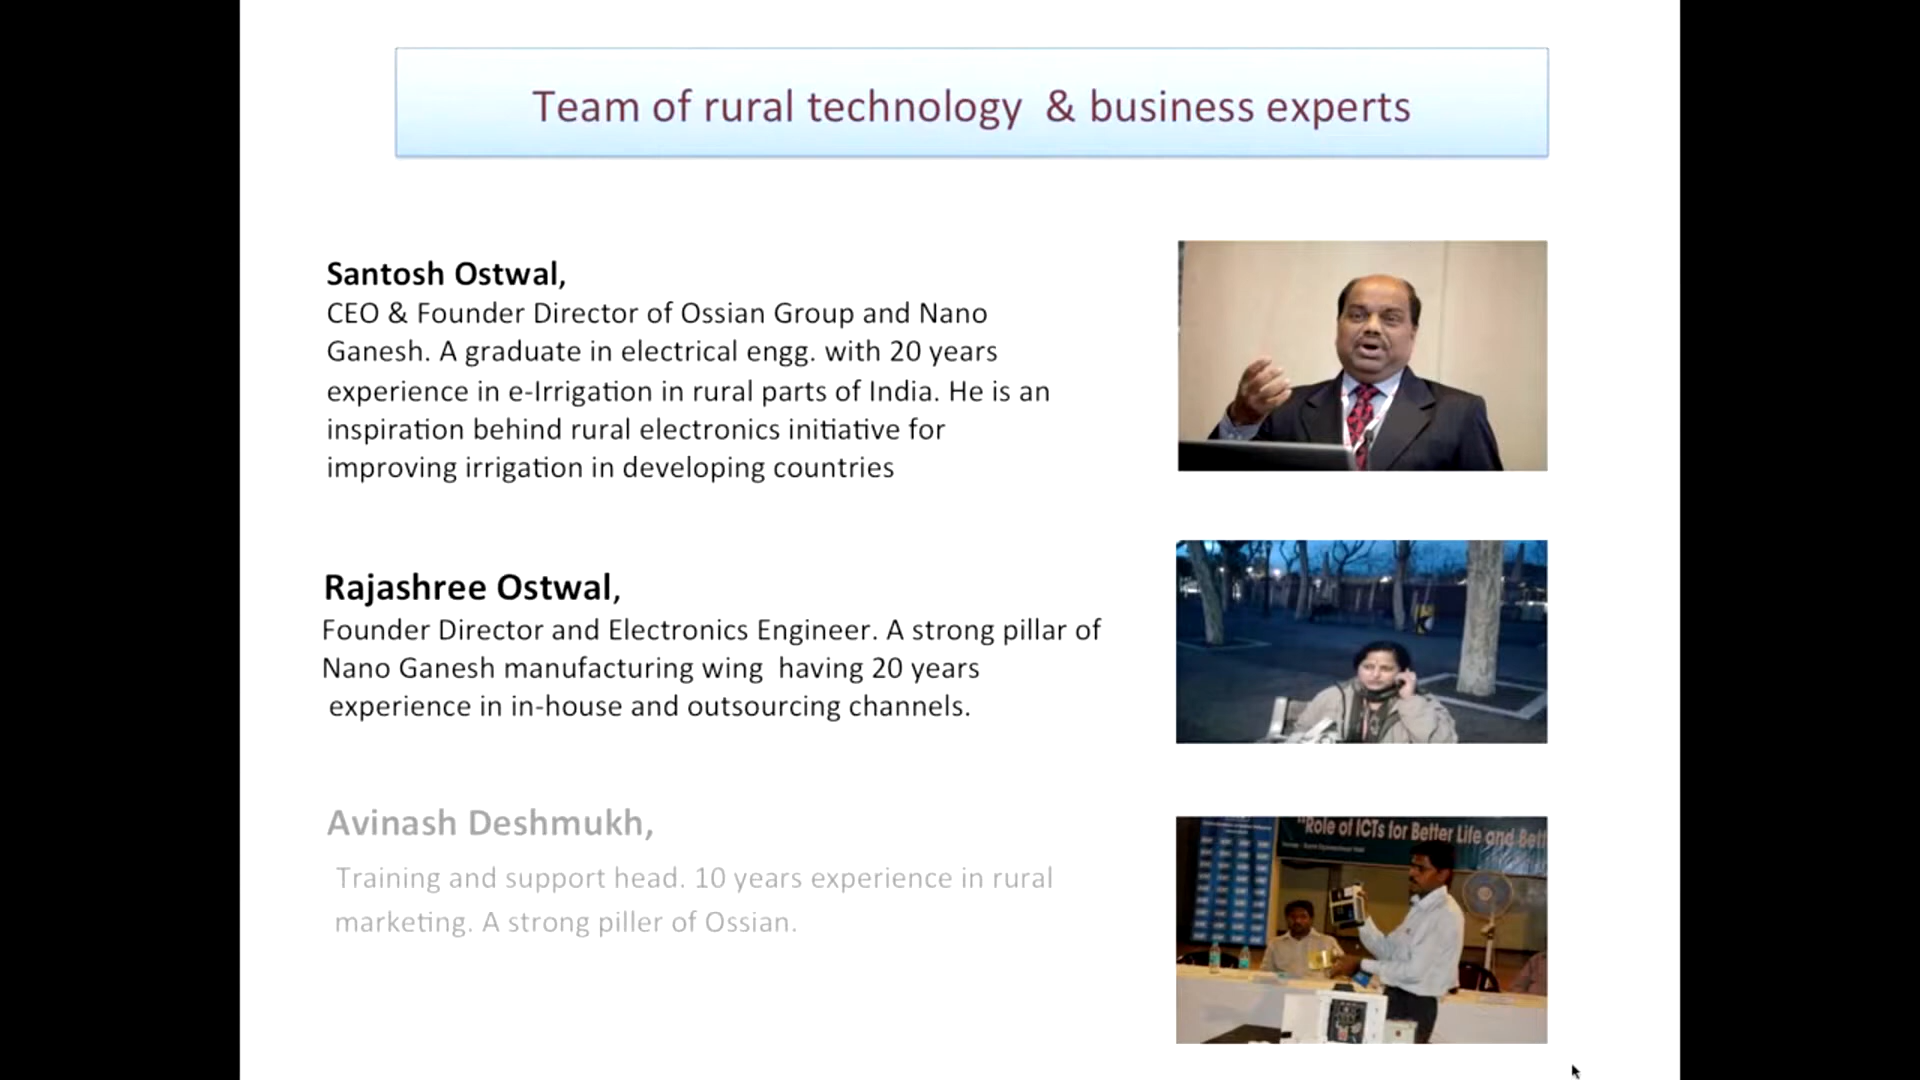 Team of rural technology & business experts
Santosh Ostwal,
CEO & Founder Director of Ossian Group and Nano
Ganesh. A graduate in electrical engg. with 20 years
experience in e-Irrigation in rural parts of India. He is an
inspiration behind rural electronics initiative for
improving irrigation in developing countries
Rajashree Ostwal,
Founder Director and Electronics Engineer. A strong pillar of
Nano Ganesh manufacturing wing having 20 years
experience in in-house and outsourcing channels.
Avinash Deshmukh,
Training and support head. 10 years experience in rural
marketing. A strong piller of Ossian.
"Role of ICTs for Better Life and Bett